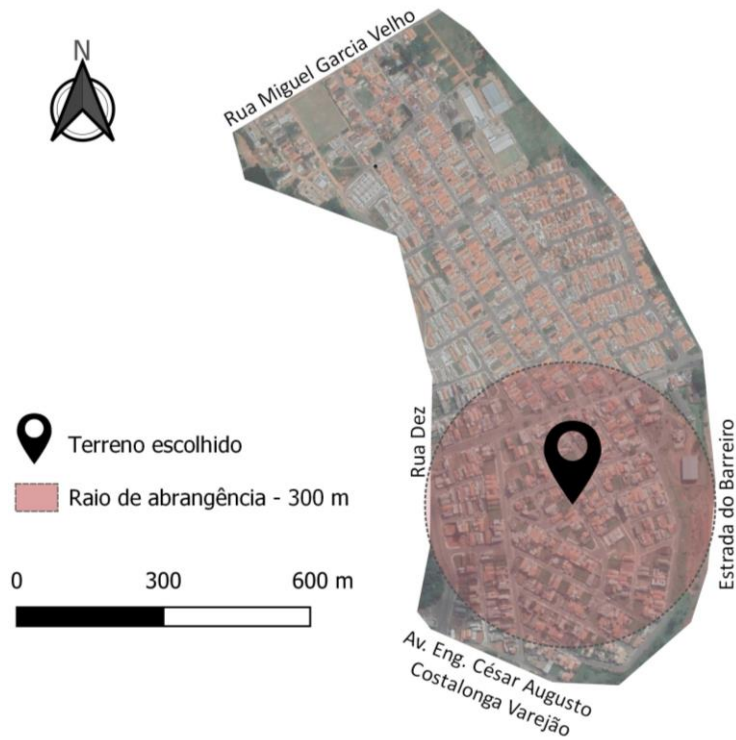 N
Rua Miguel Garcia Velho
Rua Dez
Estrada do Barreiro
Terreno escolhido
Raio de abrangência - 300 m
0 300 600 m
Av. Eng. César Augusto
Costalonga Varejão